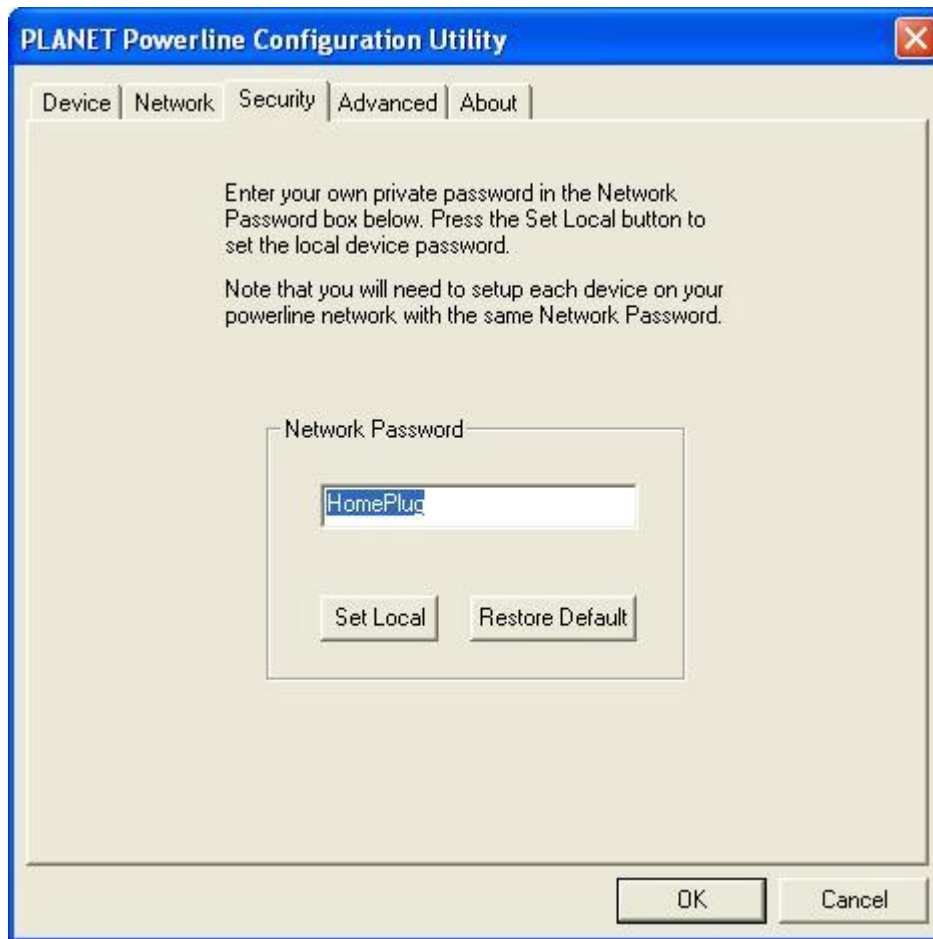 PLANET Powerline Configuration Utility
Device Network Security Advanced About
Enter your own private password in the Network
Password box below. Press the Set Local button to
set the local device password.
Note that you will need to setup each device on your
powerline network with the same Network Password.
Network Password
HomePlug
Set Local Restore Default
OK Cancel